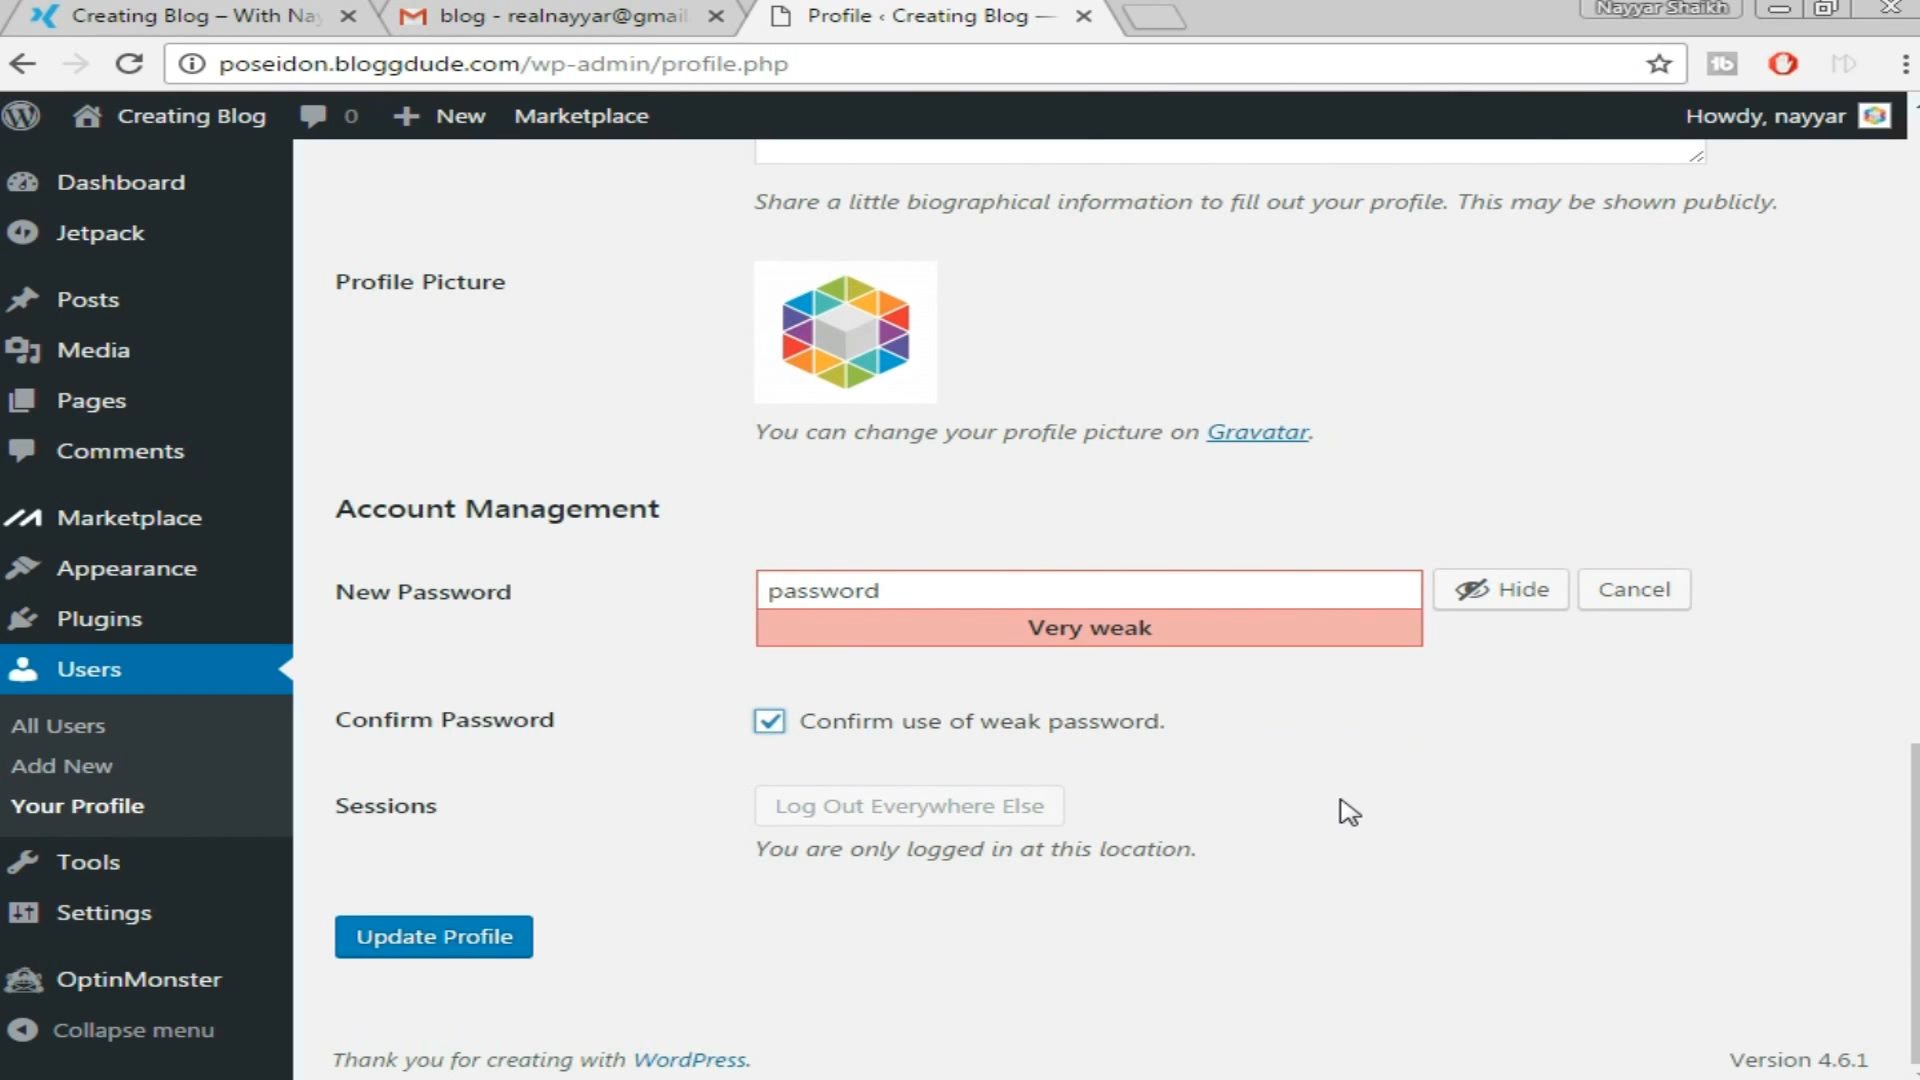 Creating Blog – With Nay
blog - realnayyar@gmail
Profile ‹ Creating Blog —
Nayyar Shaikh
poseidon.bloggdude.com/wp-admin/profile.php
Creating Blog
0
New
Marketplace
Howdy, nayyar
Dashboard
Jetpack
Posts
Media
Pages
Comments
Marketplace
Appearance
Plugins
Users
All Users
Add New
Your Profile
Tools
Settings
OptinMonster
Collapse menu
Share a little biographical information to fill out your profile. This may be shown publicly.
Profile Picture
You can change your profile picture on Gravatar.
Account Management
New Password
password
Hide
Cancel
Very weak
Confirm Password
Confirm use of weak password.
Sessions
Log Out Everywhere Else
You are only logged in at this location.
Update Profile
Thank you for creating with WordPress.
Version 4.6.1